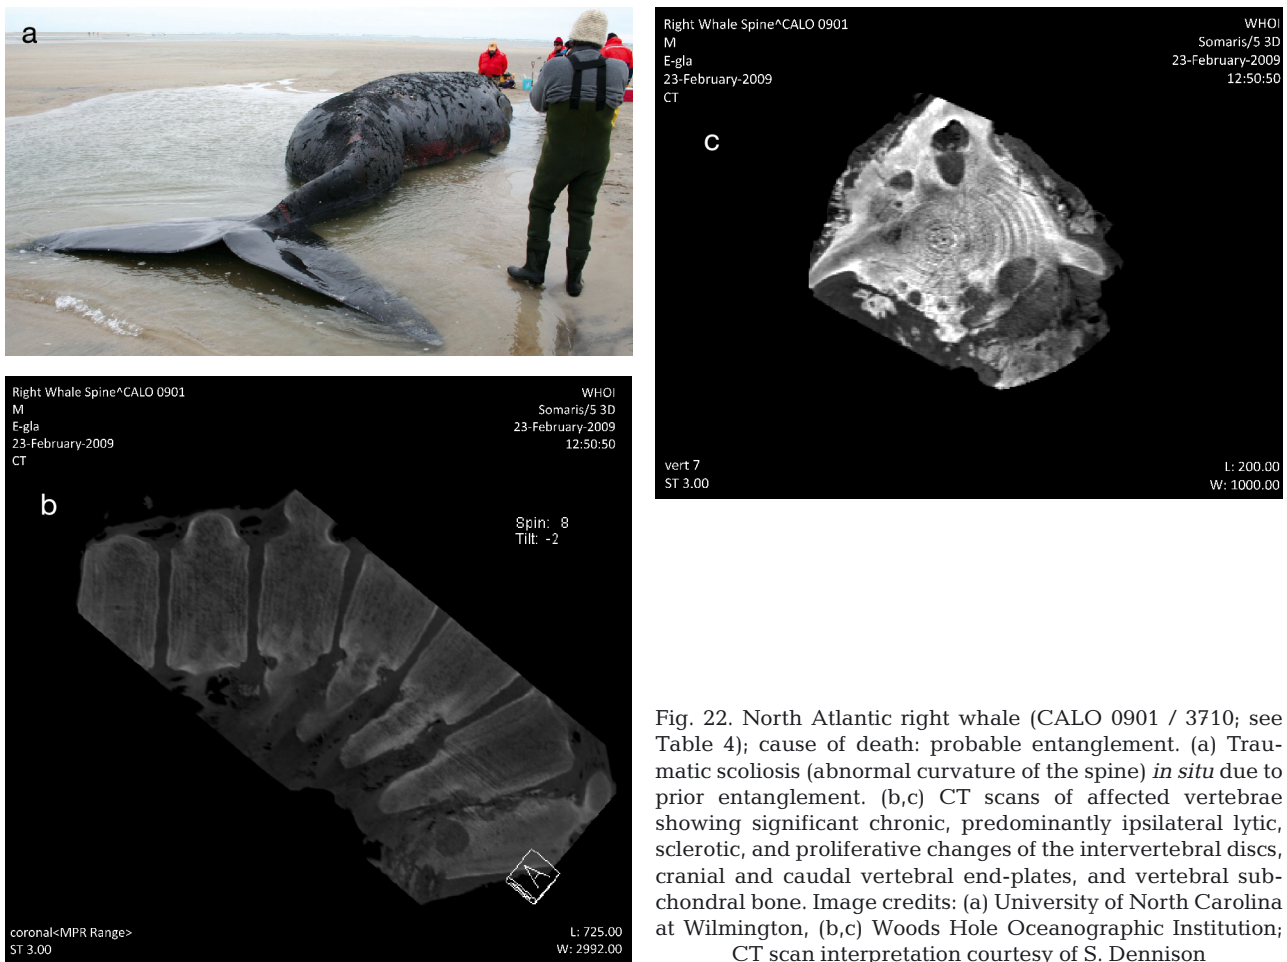 a
Right Whale Spine^CALO 0901
M
E-gla
23-February-2009
CT
WHOI
Somaris/5 3D
23-February-2009
12:50:50
b
Spin: 8
Tilt: -2
A
coronal<MPR Range>
ST 3.00
L: 725.00
W: 2992.00
Right Whale Spine^CALO 0901
M
E-gla
23-February-2009
CT
WHOI
Somaris/5 3D
23-February-2009
12:50:50
c
vert 7
ST 3.00
L: 200.00
W: 1000.00
Fig. 22. North Atlantic right whale (CALO 0901 / 3710; see
Table 4); cause of death: probable entanglement. (a) Trau-
matic scoliosis (abnormal curvature of the spine) in situ due to
prior entanglement. (b,c) CT scans of affected vertebrae
showing significant chronic, predominantly ipsilateral lytic,
sclerotic, and proliferative changes of the intervertebral discs,
cranial and caudal vertebral end-plates, and vertebral sub-
chondral bone. Image credits: (a) University of North Carolina
at Wilmington, (b,c) Woods Hole Oceanographic Institution;
CT scan interpretation courtesy of S. Dennison